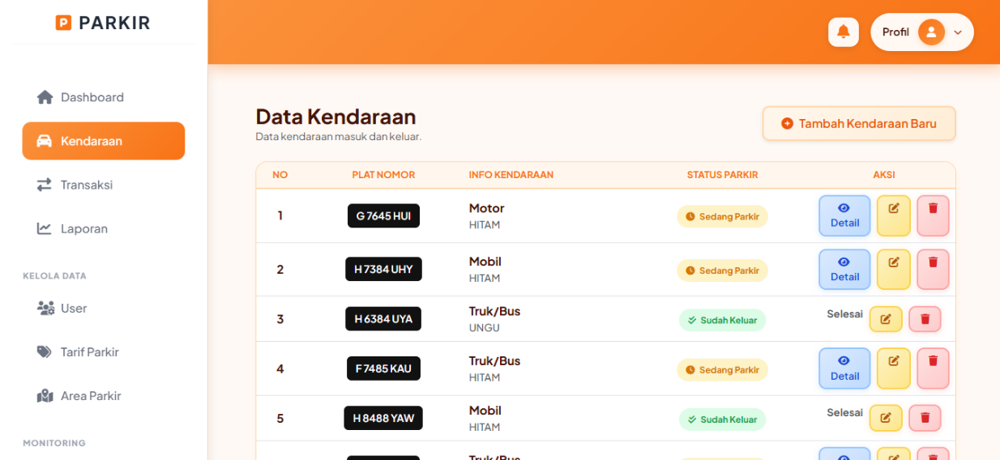 P PARKIR
Profil
Dashboard
Kendaraan
Transaksi
Laporan
KELOLA DATA
User
Tarif Parkir
Area Parkir
MONITORING
Data Kendaraan
Data kendaraan masuk dan keluar.
Tambah Kendaraan Baru
NO PLAT NOMOR INFO KENDARAAN STATUS PARKIR AKSI
1 G 7645 HUI Motor HITAM Sedang Parkir Detail
2 H 7384 UHY Mobil HITAM Sedang Parkir Detail
3 H 6384 UYA Truk/Bus UNGU Sudah Keluar Selesai
4 F 7485 KAU Truk/Bus HITAM Sedang Parkir Detail
5 H 8488 YAW Mobil HITAM Sudah Keluar Selesai
Truk/Bus